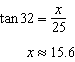 tan 32 = x/25
x ≈ 15.6